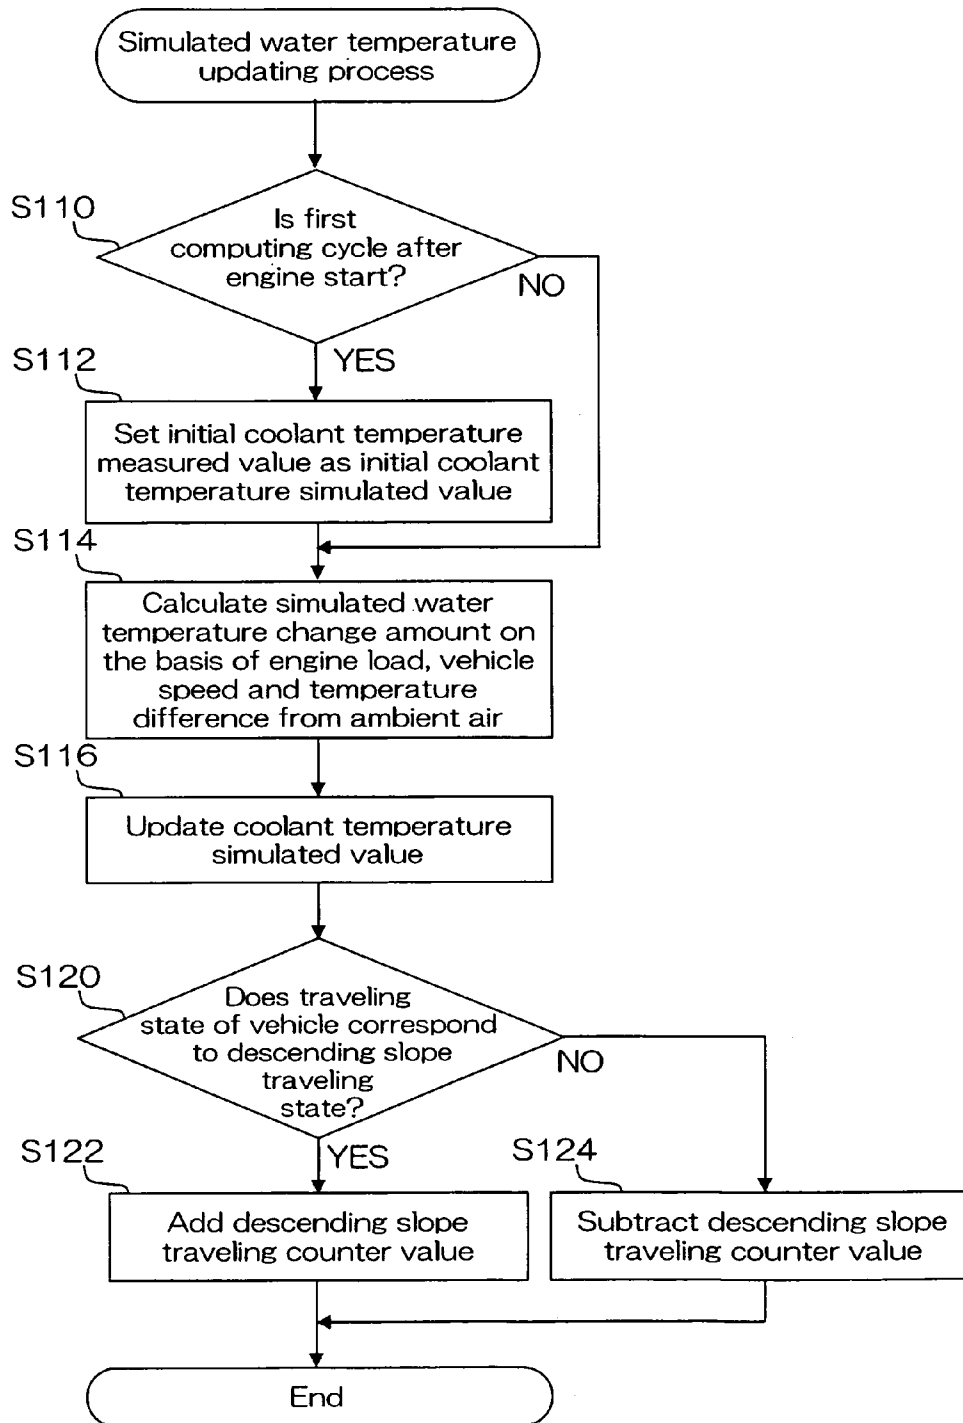 Simulated water temperature
updating process
S110
Is first
computing cycle after
engine start?
NO
YES
S112
Set initial coolant temperature
measured value as initial coolant
temperature simulated value
S114
Calculate simulated water
temperature change amount on
the basis of engine load, vehicle
speed and temperature
difference from ambient air
S116
Update coolant temperature
simulated value
S120
Does traveling
state of vehicle correspond
to descending slope
traveling
state?
NO
YES
S122
Add descending slope
traveling counter value
S124
Subtract descending slope
traveling counter value
End